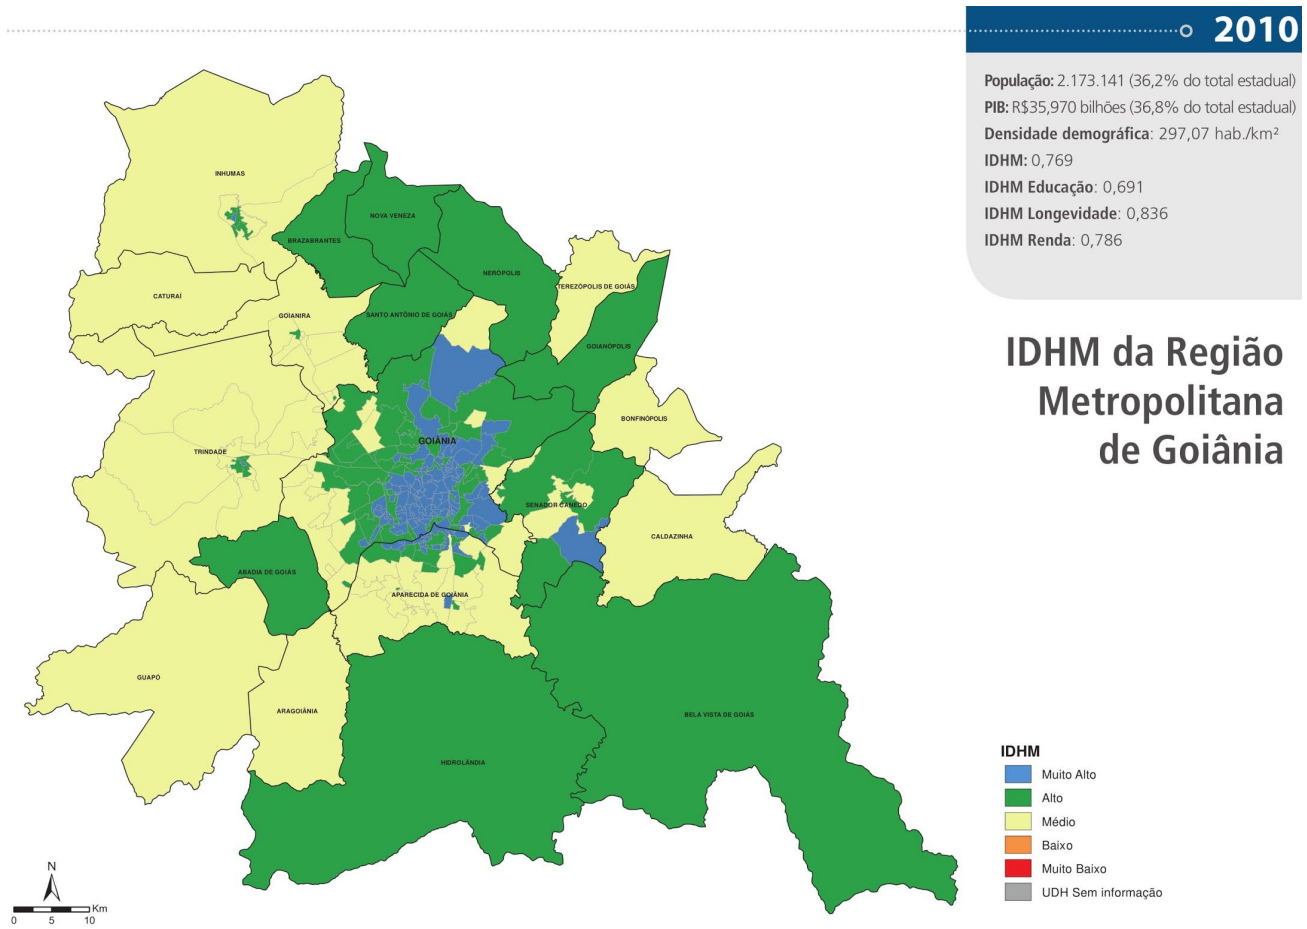 2010
População: 2.173.141 (36,2% do total estadual)
PIB: R$35,970 bilhões (36,8% do total estadual)
Densidade demográfica: 297,07 hab./km²
IDHM: 0,769
IDHM Educação: 0,691
IDHM Longevidade: 0,836
IDHM Renda: 0,786
IDHM da Região
Metropolitana
de Goiânia
INHUMAS
NOVA VENEZA
BRAZABRANTES
NERÓPOLIS
TEREZÓPOLIS DE GOIÁS
CATURAÍ
GOIANIRA
SANTO ANTÔNIO DE GOIÁS
GOIANÓPOLIS
BONFINÓPOLIS
GOIÂNIA
TRINDADE
SENADOR CANEDO
CALDAZINHA
ABADIA DE GOIÁS
APARECIDA DE GOIÂNIA
GUAPÓ
ARAGOIÂNIA
BELA VISTA DE GOIÁS
HIDROLÂNDIA
IDHM
Muito Alto
Alto
Médio
Baixo
Muito Baixo
UDH Sem informação
N
Km
0 5 10